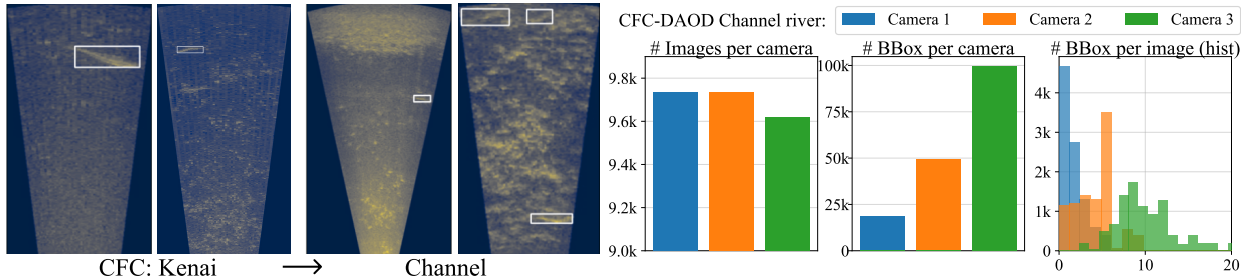 CFC: Kenai → Channel
CFC-DAOD Channel river: Camera 1 Camera 2 Camera 3
# Images per camera
9.8k
9.6k
9.4k
9.2k
9.0k
# BBox per camera
100k
75k
50k
25k
0
# BBox per image (hist)
4k
3k
2k
1k
0
0 10 20